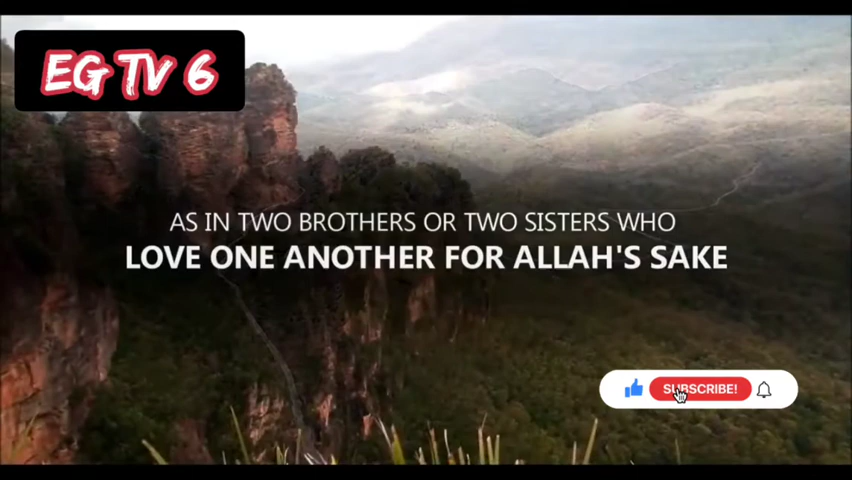 EG TV 6
AS IN TWO BROTHERS OR TWO SISTERS WHO
LOVE ONE ANOTHER FOR ALLAH'S SAKE
SUBSCRIBE!